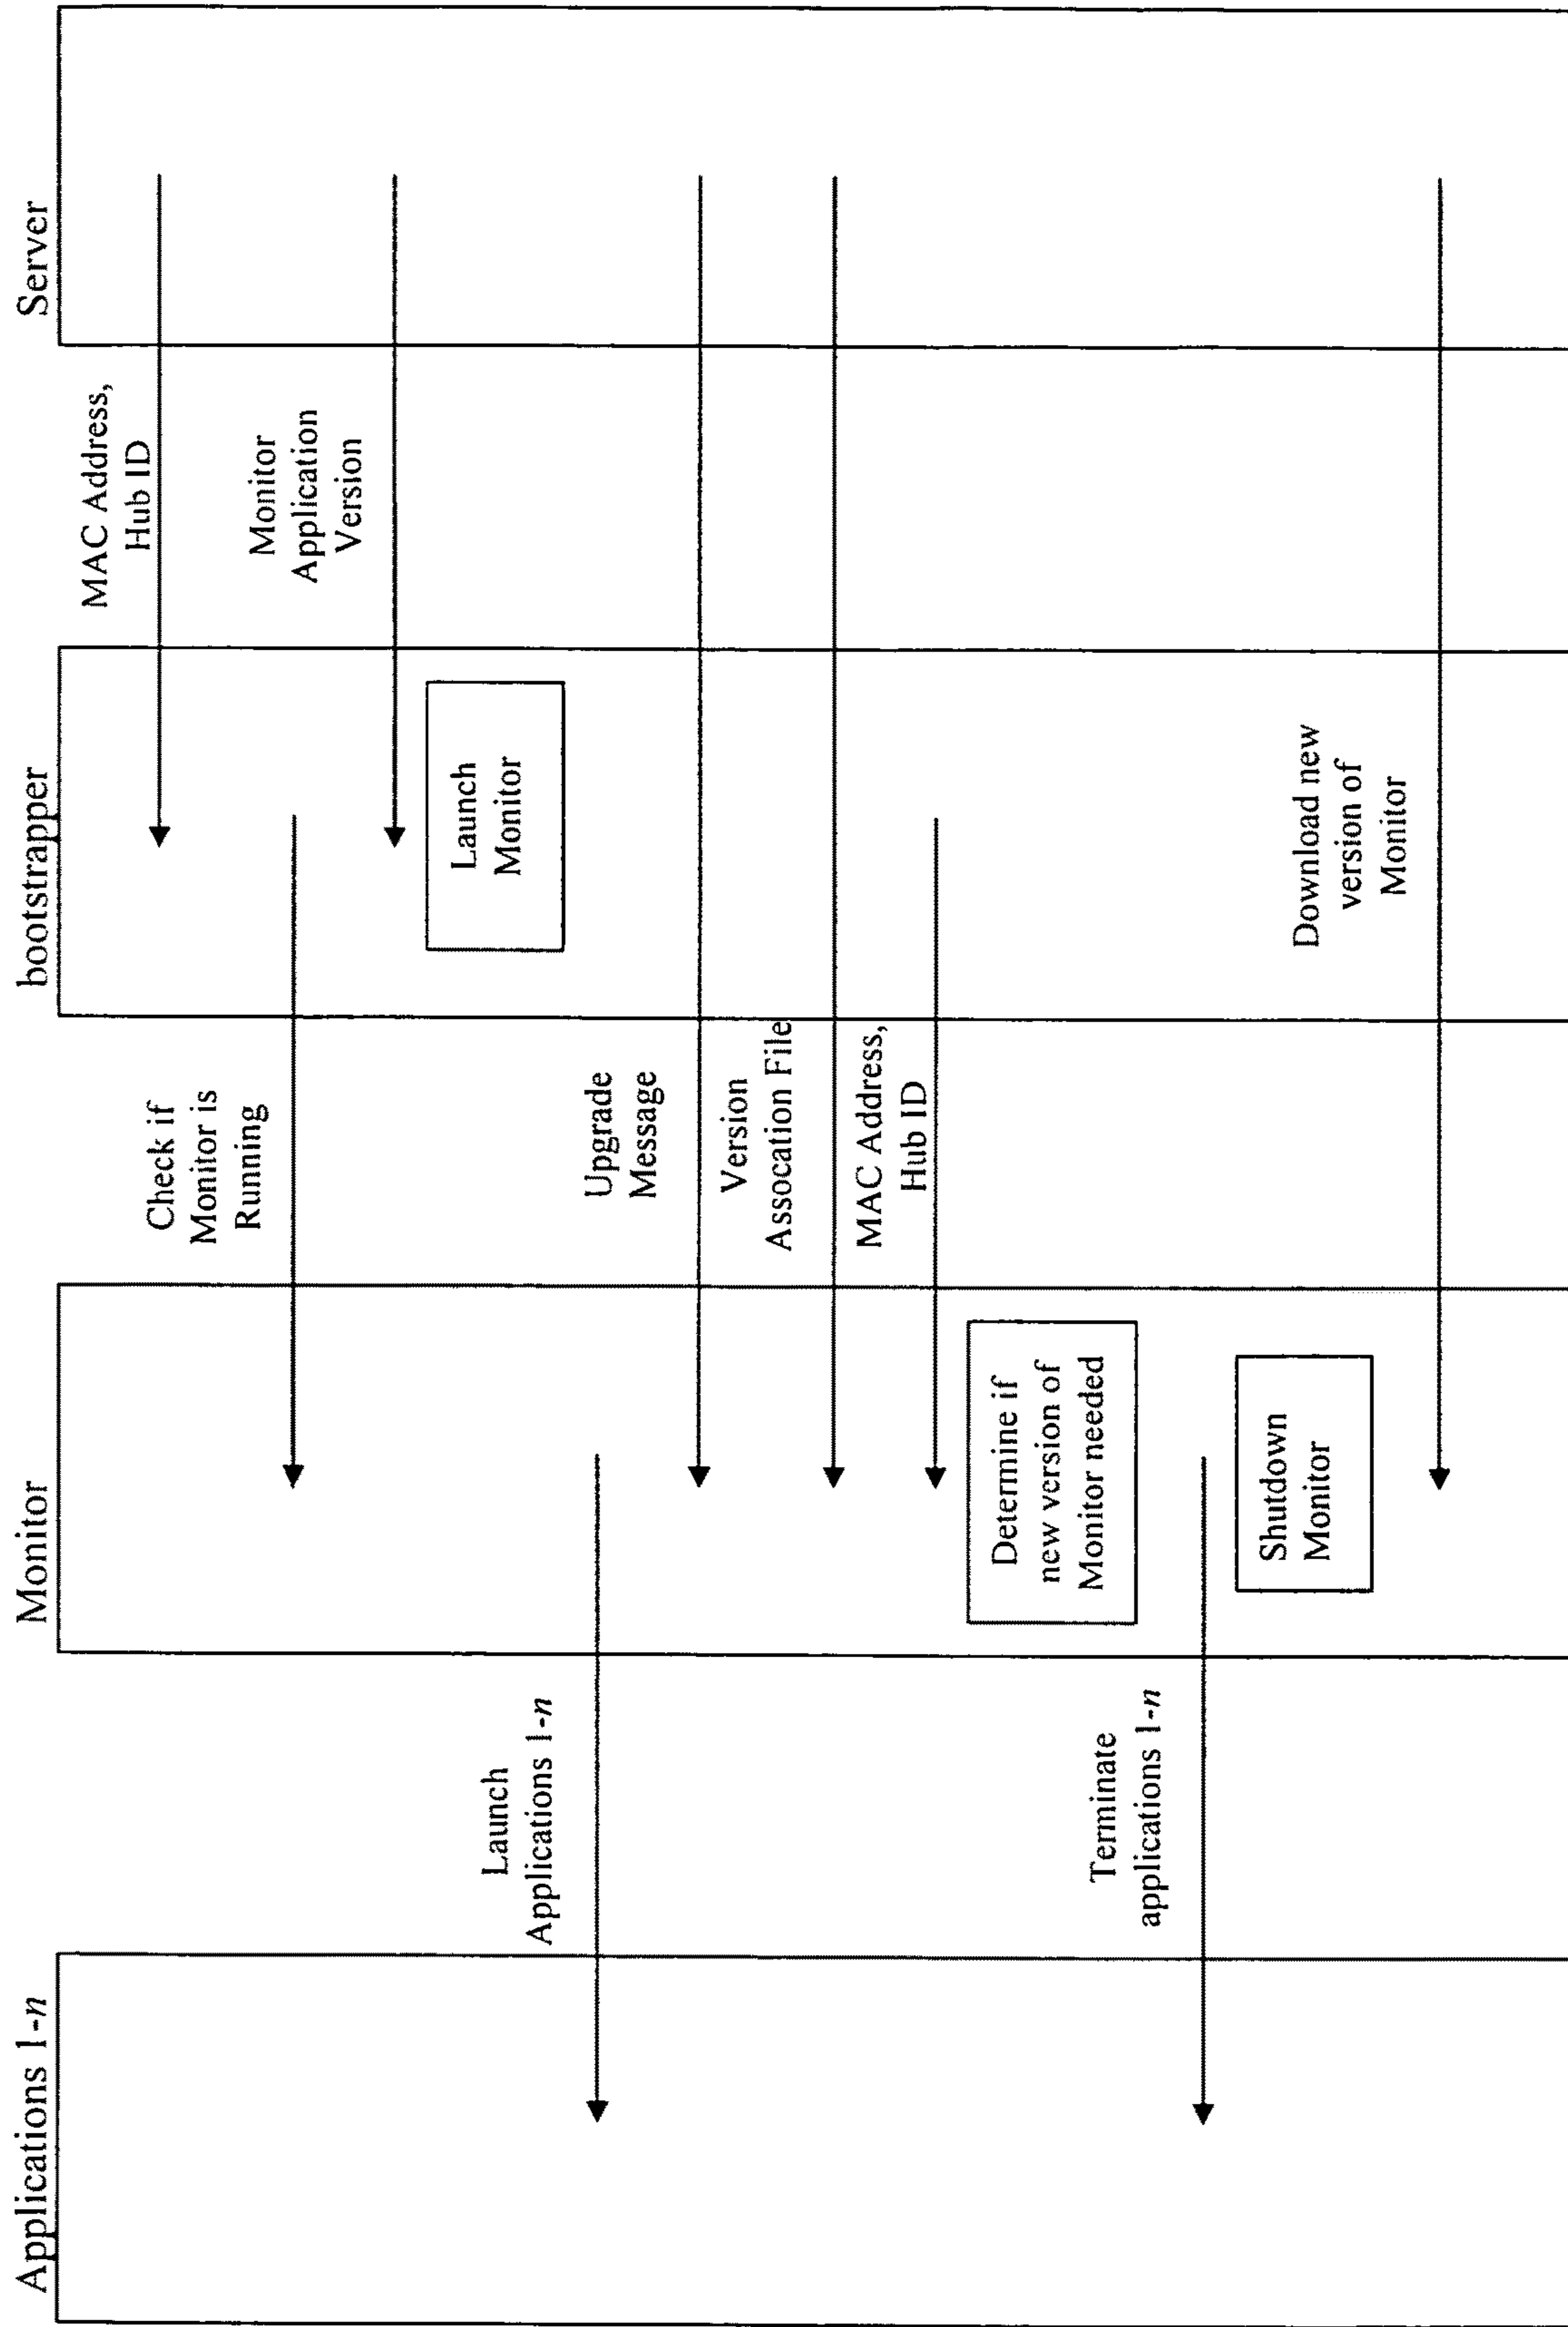 Applications 1-n
Monitor
bootstrapper
Server
MAC Address,
Hub ID
Check if
Monitor is
Running
Monitor
Application
Version
Launch
Monitor
Launch
Applications 1-n
Upgrade
Message
Version
Assocation File
MAC Address,
Hub ID
Determine if
new version of
Monitor needed
Terminate
applications 1-n
Shutdown
Monitor
Download new
version of
Monitor